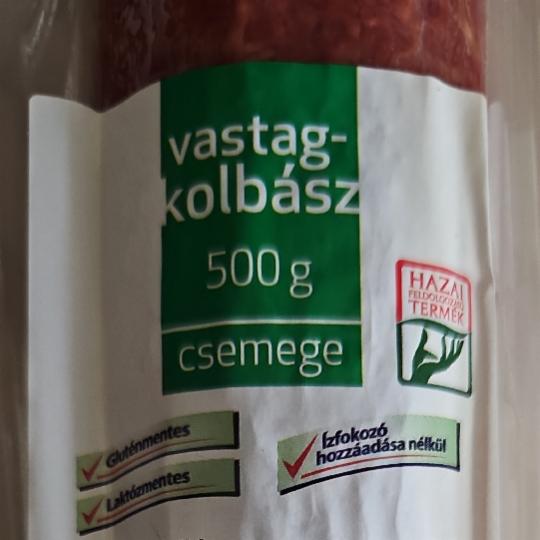 vastag-
kolbász
500 g
csemege
HAZAI
FELDOLGOZÁSÚ
TERMÉK
Gluténmentes
Laktózmentes
Ízfokozó
hozzáadása nélkül